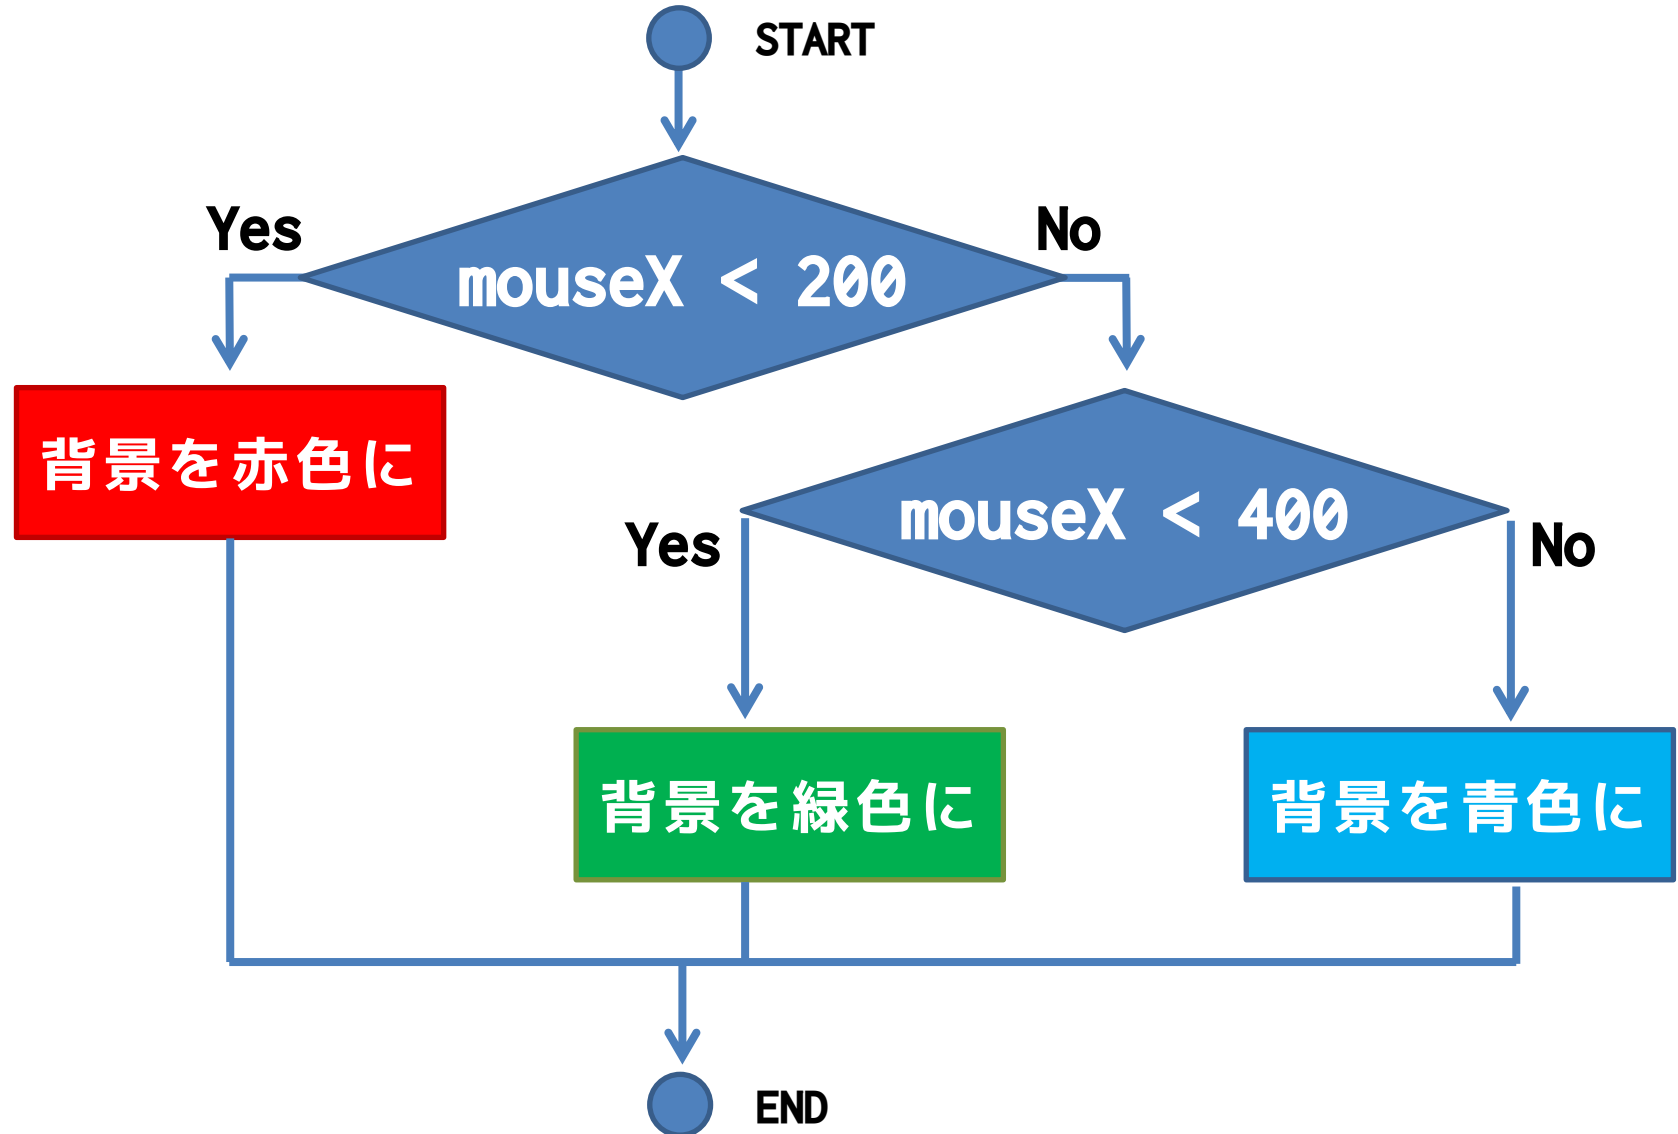 START
Yes
No
mouseX < 200
背景を赤色に
mouseX < 400
Yes
No
背景を緑色に
背景を青色に
END